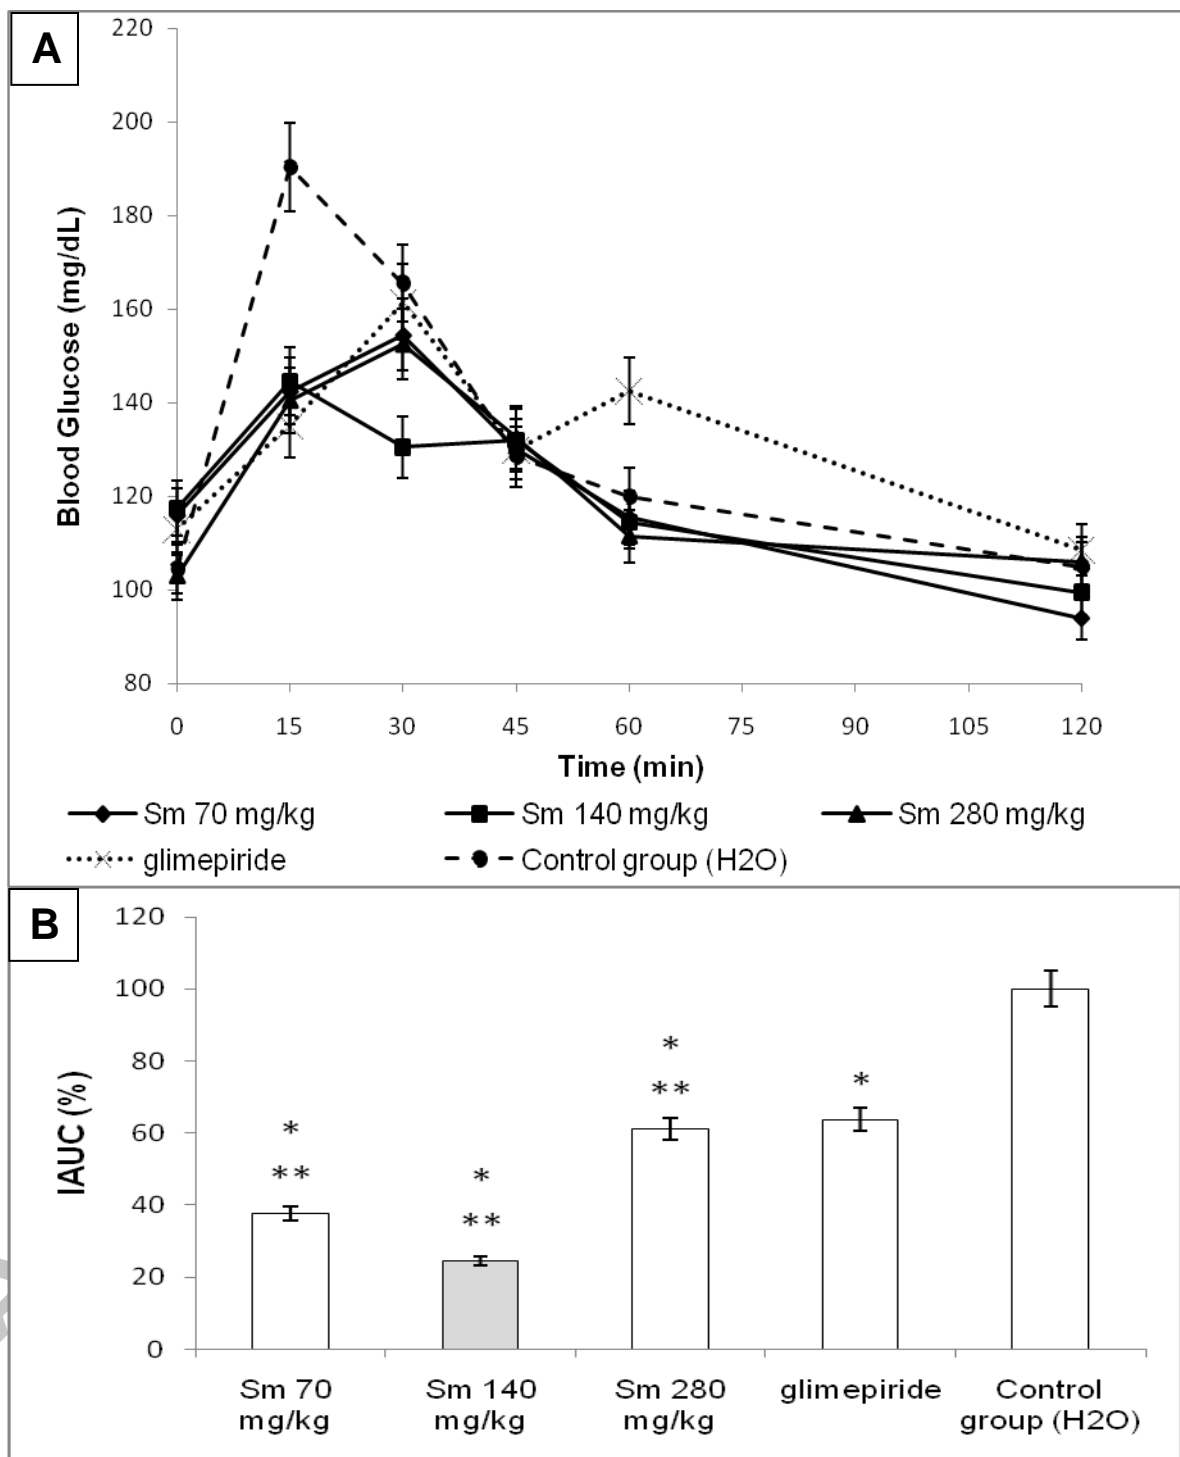 A
220
200
180
160
140
120
100
80
Blood Glucose (mg/dL)
0 15 30 45 60 75 90 105 120
Time (min)
Sm 70 mg/kg Sm 140 mg/kg Sm 280 mg/kg
glimepiride Control group (H2O)
B
120
100
80
60
40
20
0
IAUC (%)
*
**
*
**
*
**
*
Sm 70 mg/kg
Sm 140 mg/kg
Sm 280 mg/kg
glimepiride
Control group (H2O)